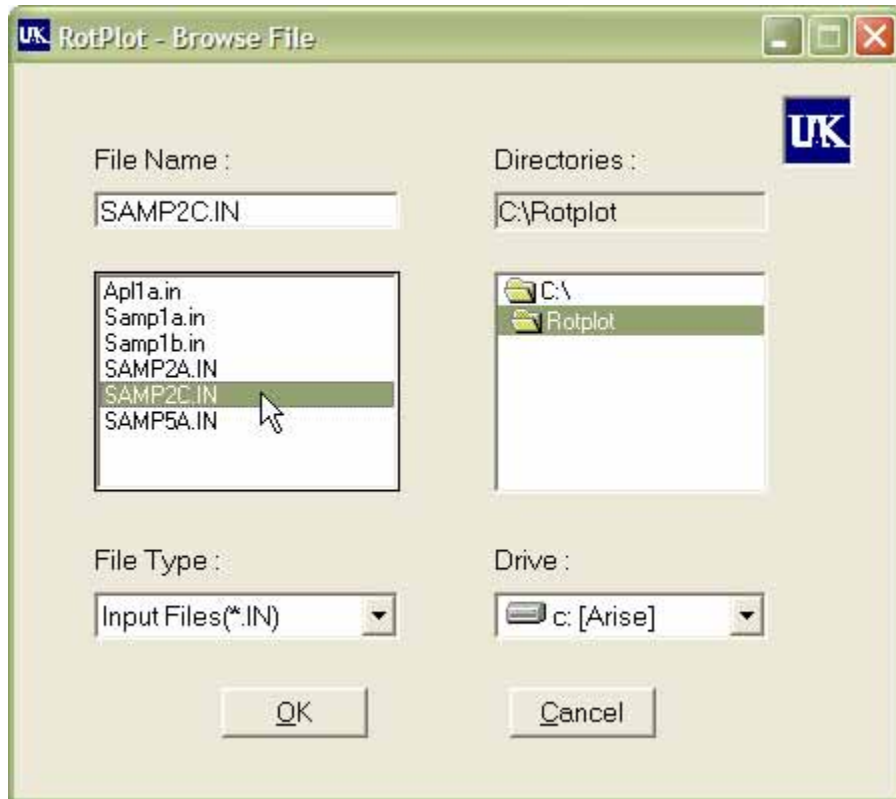 UK RotPlot - Browse File
UK
File Name :
Directories :
SAMP2C.IN
C:\Rotplot
Apl1a.in
Samp1a.in
Samp1b.in
SAMP2A.IN
SAMP2C.IN
SAMP5A.IN
C:\
Rotplot
File Type :
Drive :
Input Files(*.IN)
c: [Arise]
OK
Cancel